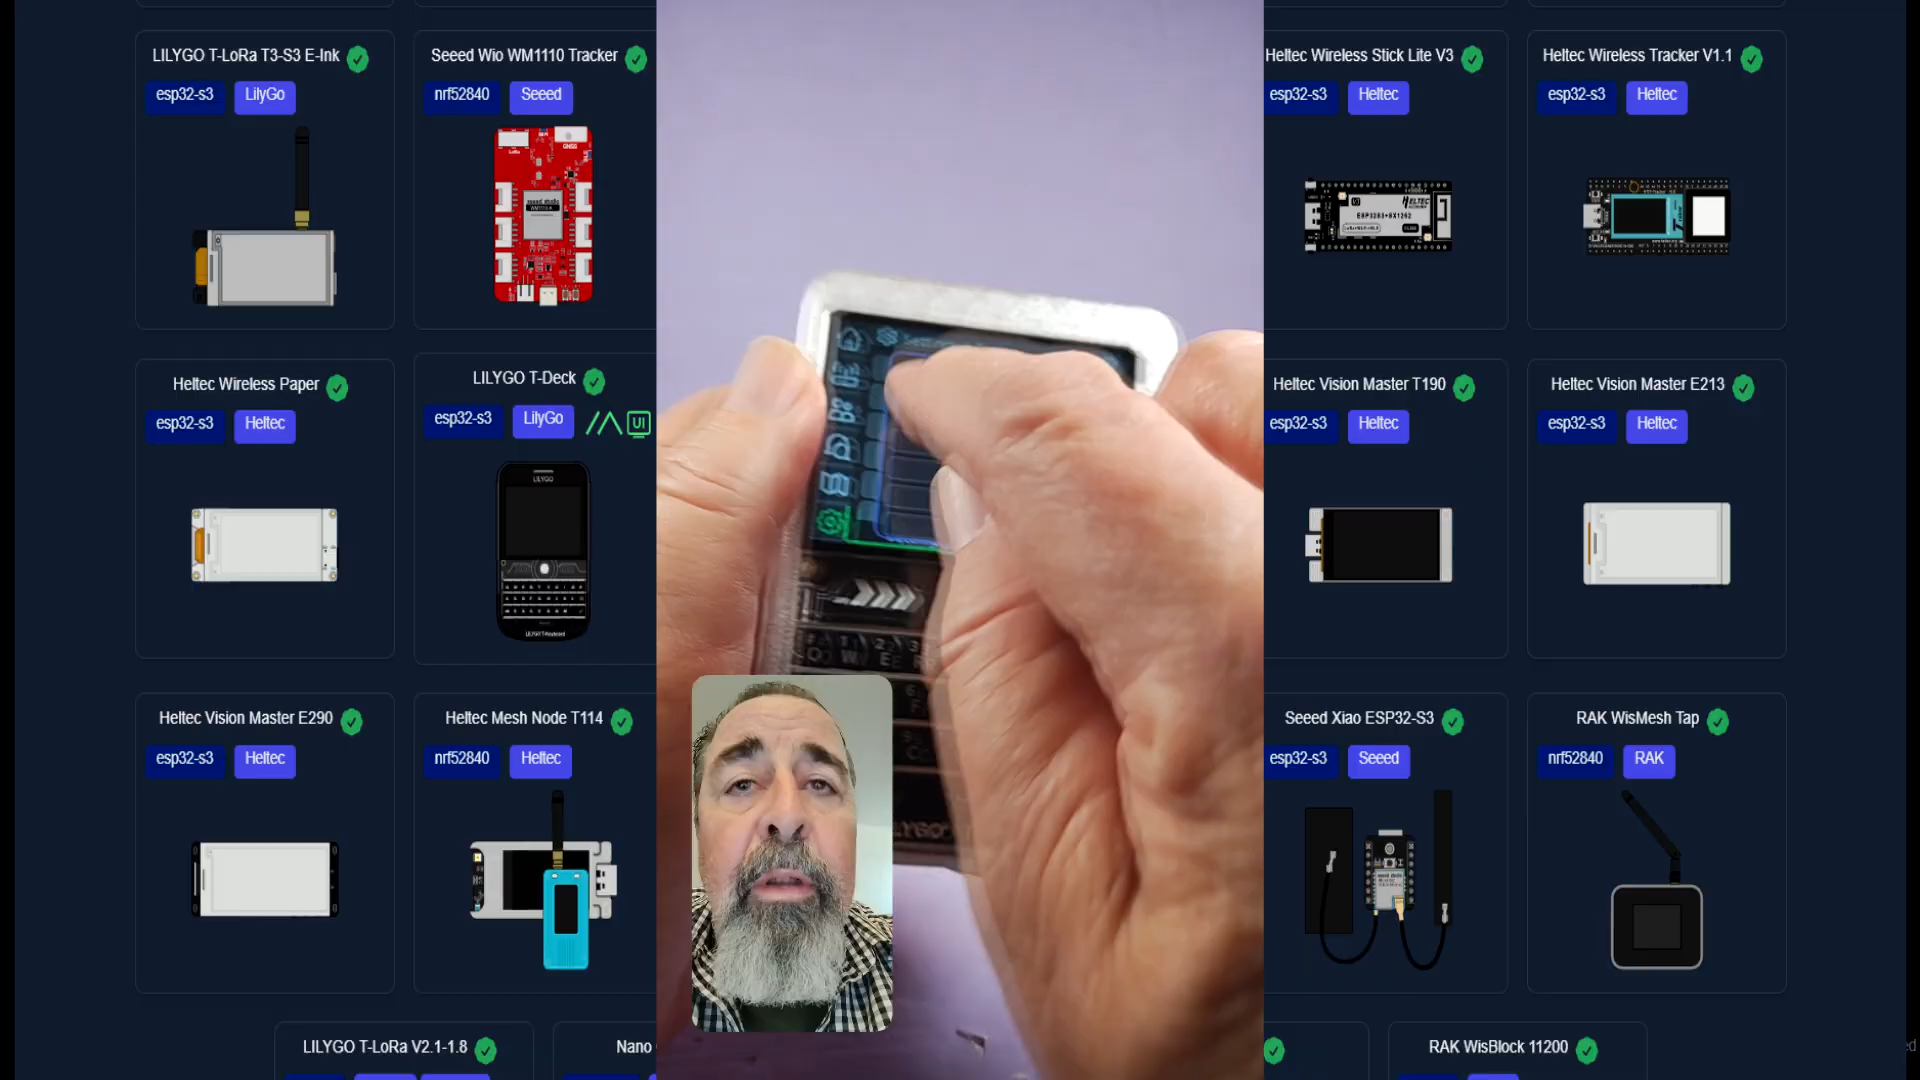 LILYGO T-LoRa T3-S3 E-Ink
esp32-s3 LilyGo
Seeed Wio WM1110 Tracker
nrf52840 Seeed
Heltec Wireless Stick Lite V3
esp32-s3 Heltec
Heltec Wireless Tracker V1.1
esp32-s3 Heltec
Heltec Wireless Paper
esp32-s3 Heltec
LILYGO T-Deck
esp32-s3 LilyGo UI
LILYGO
Heltec Vision Master T190
esp32-s3 Heltec
Heltec Vision Master E213
esp32-s3 Heltec
Heltec Vision Master E290
esp32-s3 Heltec
Heltec Mesh Node T114
nrf52840 Heltec
Seeed Xiao ESP32-S3
esp32-s3 Seeed
RAK WisMesh Tap
nrf52840 RAK
LILYGO T-LoRa V2.1-1.8
Nano
RAK WisBlock 11200